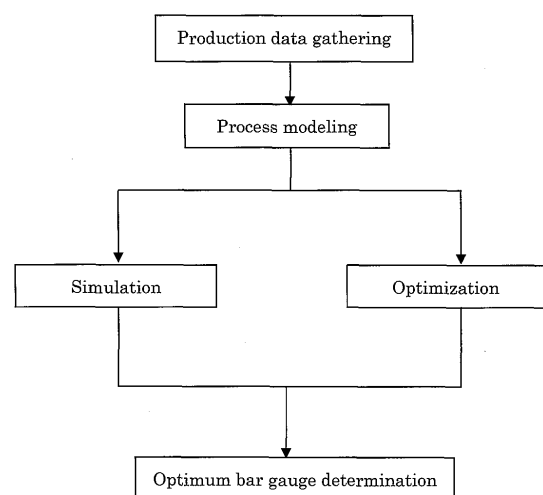 Production data gathering
Process modeling
Simulation
Optimization
Optimum bar gauge determination